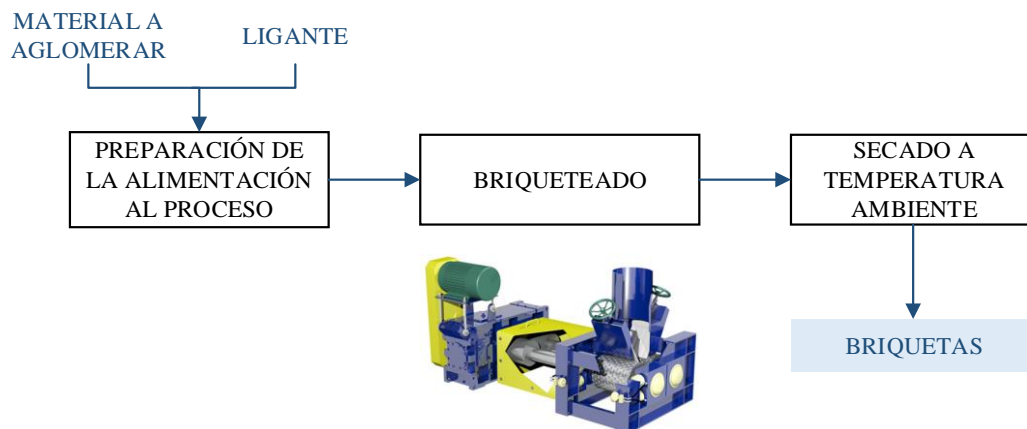 MATERIAL A
AGLOMERAR
LIGANTE
PREPARACIÓN DE
LA ALIMENTACIÓN
AL PROCESO
BRIQUETEADO
SECADO A
TEMPERATURA
AMBIENTE
BRIQUETAS